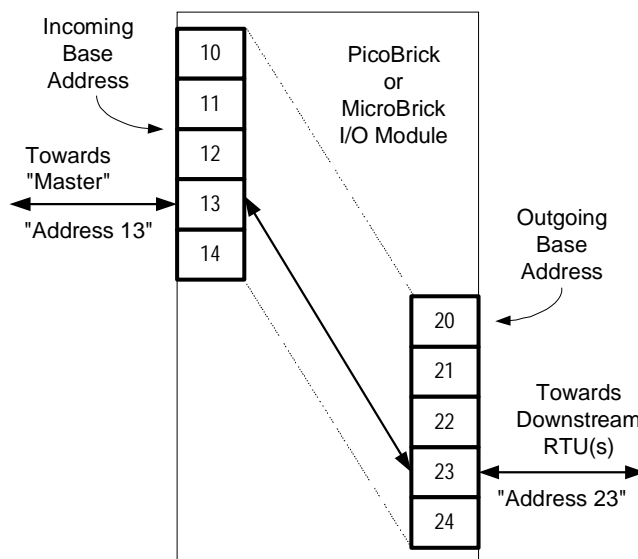 Incoming
Base
Address
10
11
12
13
14
PicoBrick
or
MicroBrick
I/O Module
Towards
"Master"
"Address 13"
Outgoing
Base
Address
20
21
22
23
24
Towards
Downstream
RTU(s)
"Address 23"